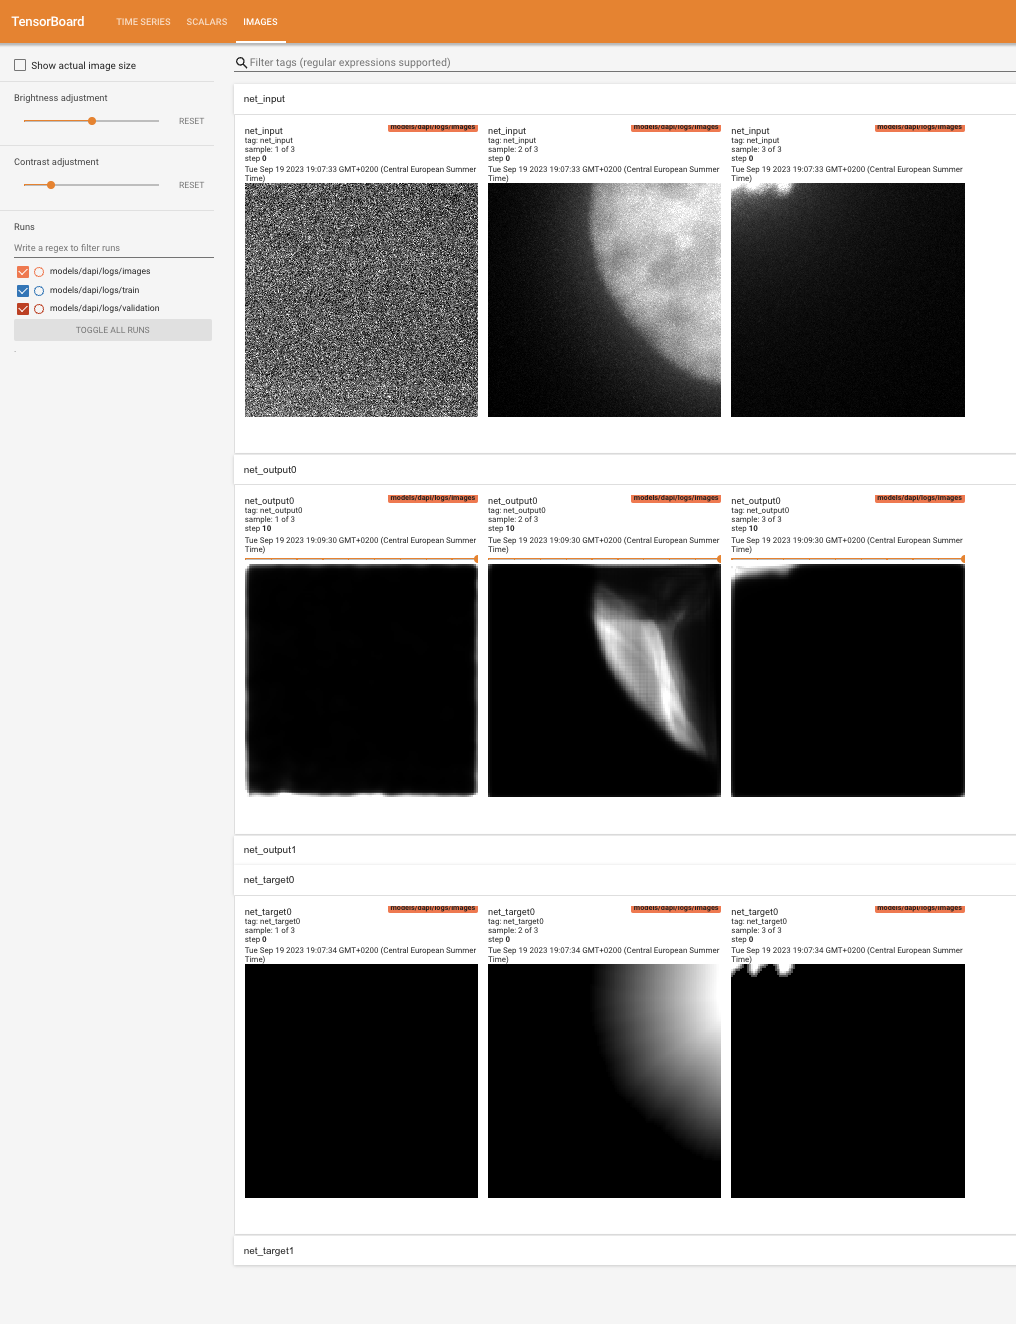 TensorBoard
TIME SERIES
SCALARS
IMAGES
Show actual image size
Brightness adjustment
RESET
Contrast adjustment
RESET
Runs
Write a regex to filter runs
models/dapi/logs/images
models/dapi/logs/train
models/dapi/logs/validation
TOGGLE ALL RUNS
.
Filter tags (regular expressions supported)
net_input
net_input
models/dapi/logs/images
tag: net_input
sample: 1 of 3
step 0
Tue Sep 19 2023 19:07:33 GMT+0200 (Central European Summer
Time)
net_input
models/dapi/logs/images
tag: net_input
sample: 2 of 3
step 0
Tue Sep 19 2023 19:07:33 GMT+0200 (Central European Summer
Time)
net_input
models/dapi/logs/images
tag: net_input
sample: 3 of 3
step 0
Tue Sep 19 2023 19:07:33 GMT+0200 (Central European Summer
Time)
net_output0
net_output0
models/dapi/logs/images
tag: net_output0
sample: 1 of 3
step 10
Tue Sep 19 2023 19:09:30 GMT+0200 (Central European Summer
Time)
net_output0
models/dapi/logs/images
tag: net_output0
sample: 2 of 3
step 10
Tue Sep 19 2023 19:09:30 GMT+0200 (Central European Summer
Time)
net_output0
models/dapi/logs/images
tag: net_output0
sample: 3 of 3
step 10
Tue Sep 19 2023 19:09:30 GMT+0200 (Central European Summer
Time)
net_output1
net_target0
net_target0
models/dapi/logs/images
tag: net_target0
sample: 1 of 3
step 0
Tue Sep 19 2023 19:07:34 GMT+0200 (Central European Summer
Time)
net_target0
models/dapi/logs/images
tag: net_target0
sample: 2 of 3
step 0
Tue Sep 19 2023 19:07:34 GMT+0200 (Central European Summer
Time)
net_target0
models/dapi/logs/images
tag: net_target0
sample: 3 of 3
step 0
Tue Sep 19 2023 19:07:34 GMT+0200 (Central European Summer
Time)
net_target1